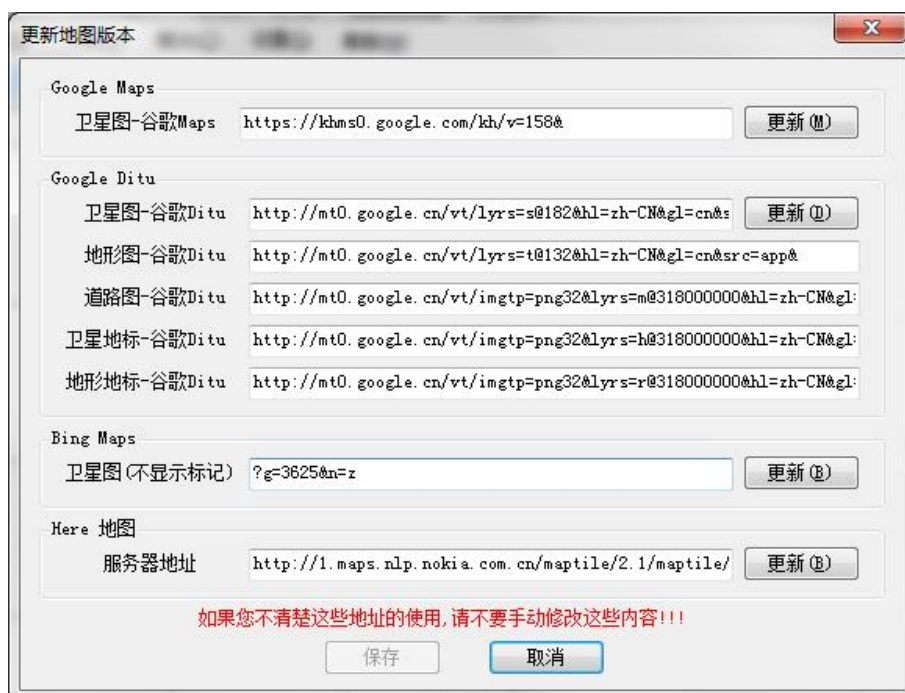 更新地图版本
Google Maps
卫星图-谷歌Maps https://khms0.google.com/kh/v=158& 更新(M)
Google Ditu
卫星图-谷歌Ditu http://mt0.google.cn/vt/lyrs=s@182&hl=zh-CN&gl=cn&s 更新(D)
地形图-谷歌Ditu http://mt0.google.cn/vt/lyrs=t@132&hl=zh-CN&gl=cn&src=app&
道路图-谷歌Ditu http://mt0.google.cn/vt/imgtp=png32&lyrs=m@318000000&hl=zh-CN&gl=
卫星地标-谷歌Ditu http://mt0.google.cn/vt/imgtp=png32&lyrs=h@318000000&hl=zh-CN&gl=
地形地标-谷歌Ditu http://mt0.google.cn/vt/imgtp=png32&lyrs=r@318000000&hl=zh-CN&gl=
Bing Maps
卫星图(不显示标记) ?g=3625&n=z 更新(B)
Here 地图
服务器地址 http://1.maps.nlp.nokia.com.cn/maptile/2.1/maptile/ 更新(B)
如果您不清楚这些地址的使用,请不要手动修改这些内容!!!
保存 取消